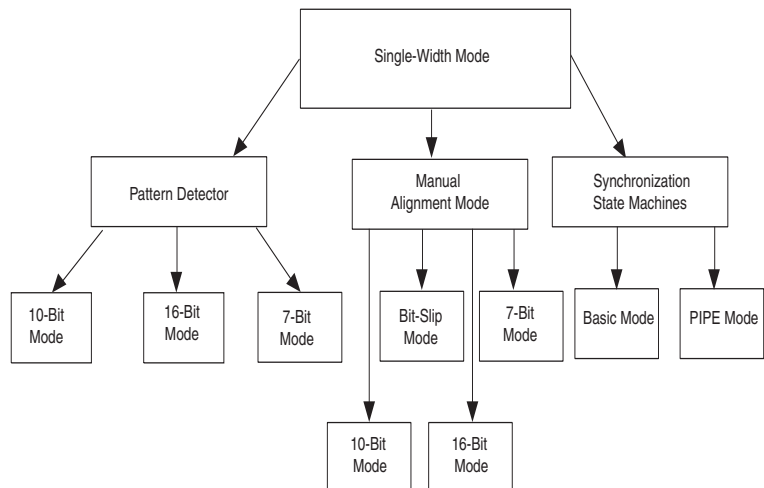 Single-Width Mode
Pattern Detector
Manual
Alignment Mode
Synchronization
State Machines
10-Bit
Mode
16-Bit
Mode
7-Bit
Mode
Bit-Slip
Mode
7-Bit
Mode
Basic Mode
PIPE Mode
10-Bit
Mode
16-Bit
Mode